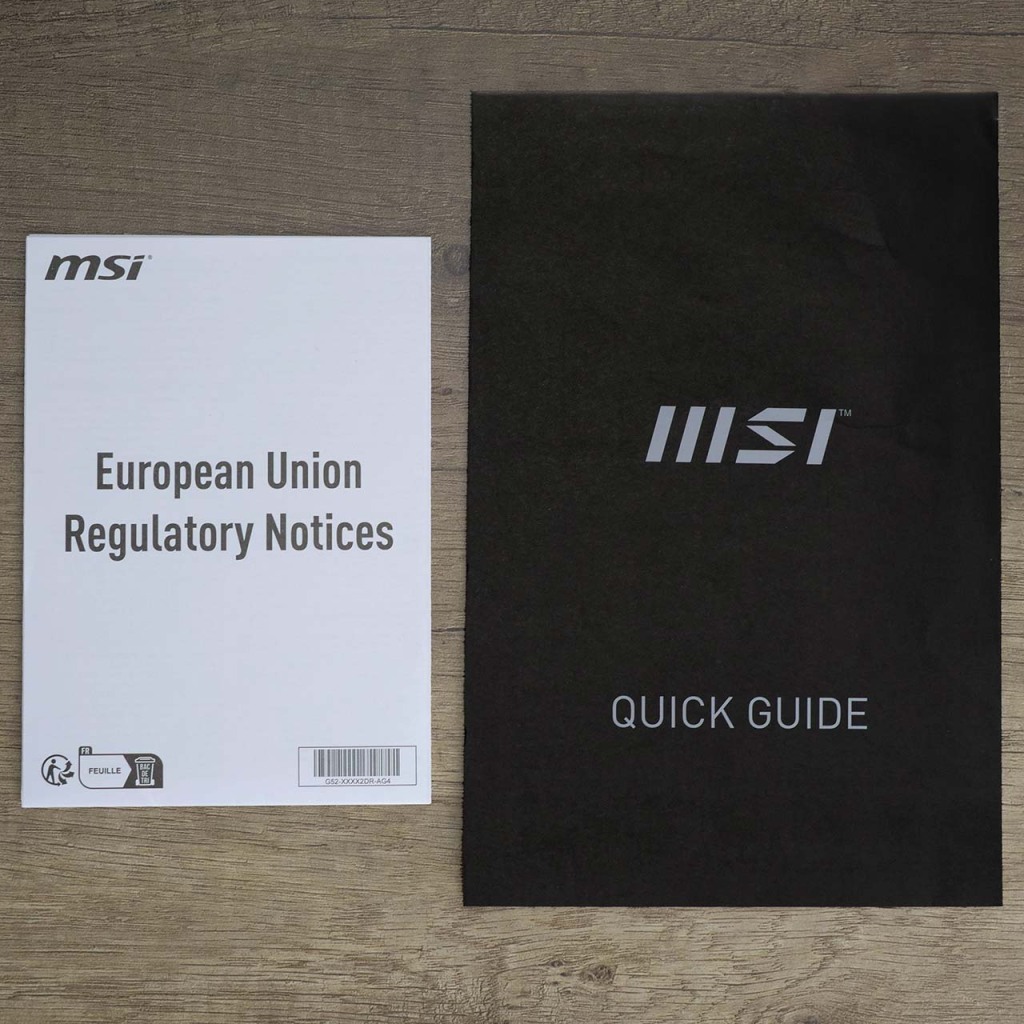 msi®
European Union
Regulatory Notices
FR
FEUILLE
BAC
DE
TRI
G52-XXXX2DR-AG4
MSI™
QUICK GUIDE